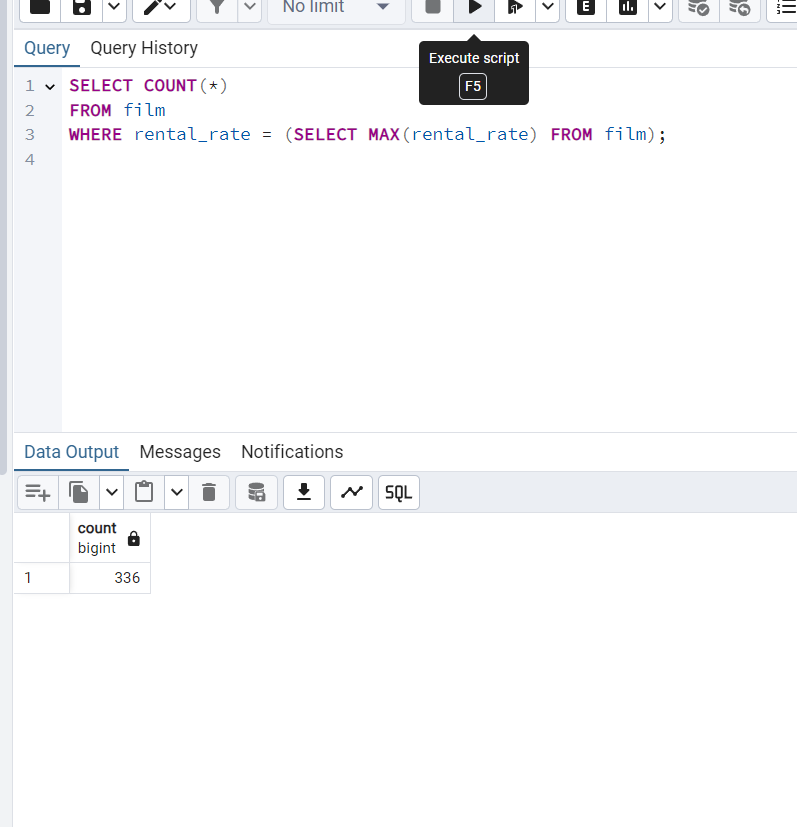 No limit
E
Query Query History
Execute script
F5
1 SELECT COUNT(*)
2 FROM film
3 WHERE rental_rate = (SELECT MAX(rental_rate) FROM film);
4
Data Output Messages Notifications
SQL
count
bigint
1 336